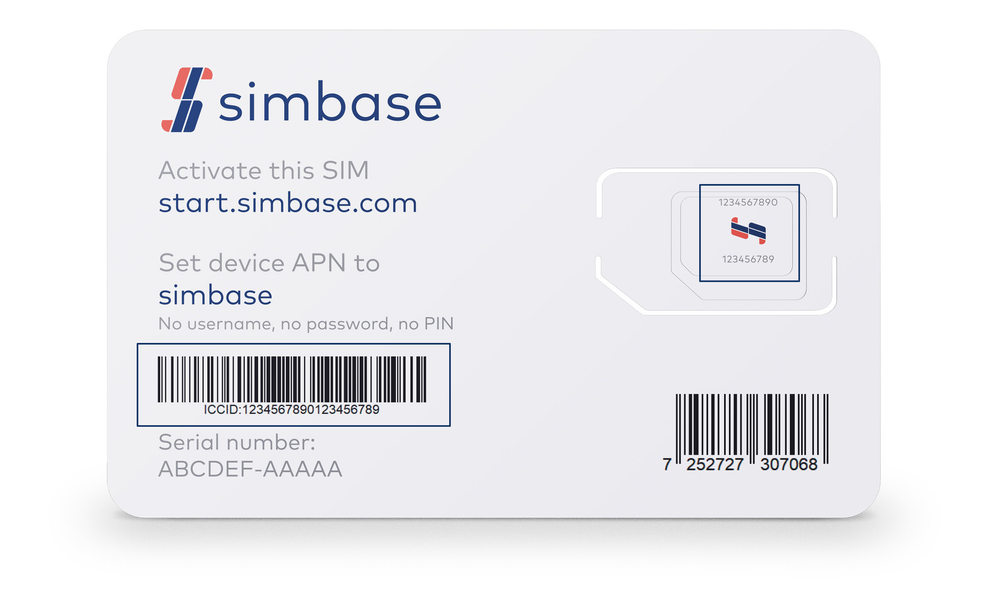 simbase
Activate this SIM
start.simbase.com
Set device APN to
simbase
No username, no password, no PIN
ICCID:1234567890123456789
Serial number:
ABCDEF-AAAAA
1234567890
123456789
7 252727 307068